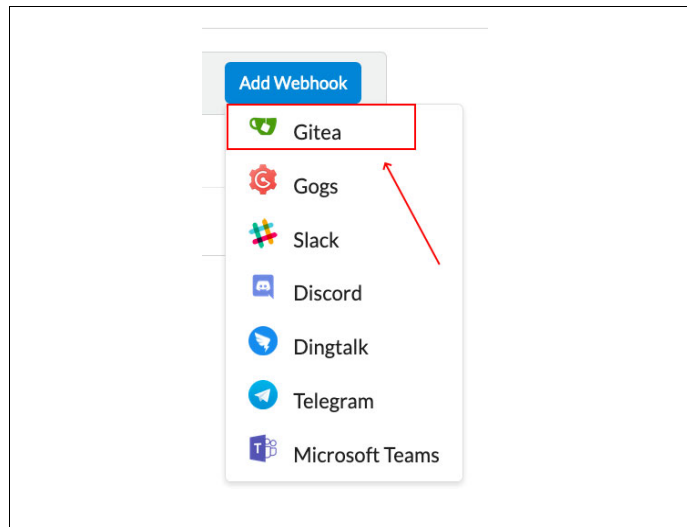 Add Webhook
Gitea
Gogs
Slack
Discord
Dingtalk
Telegram
Microsoft Teams